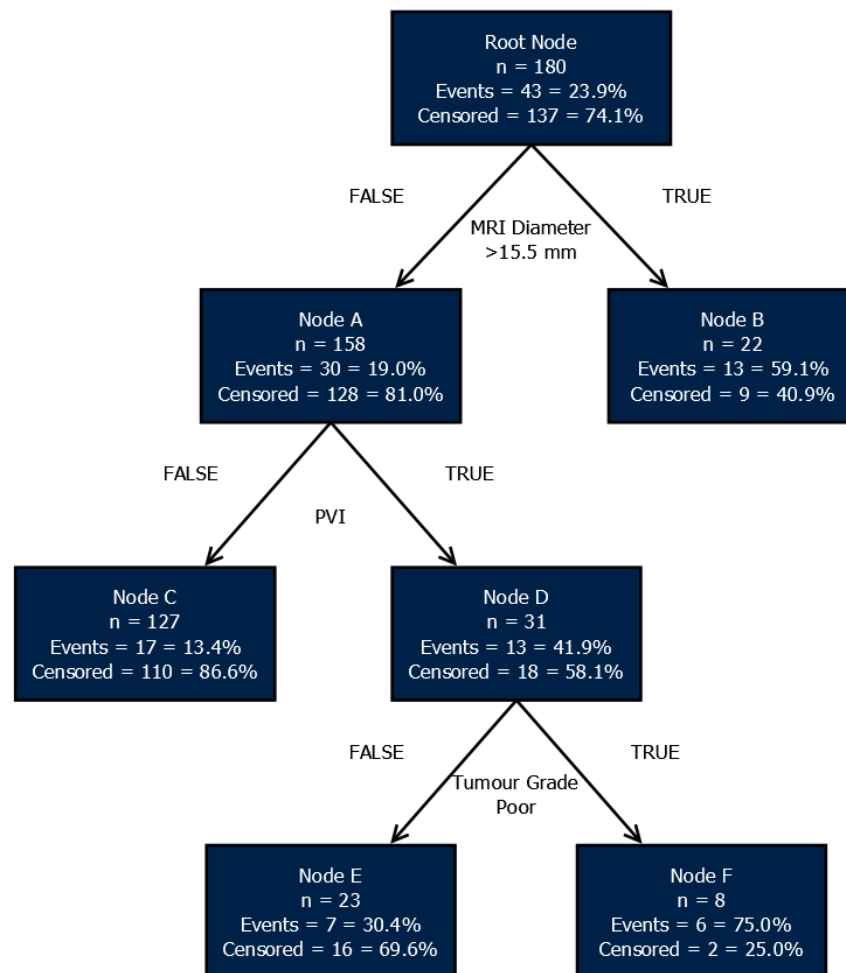 Root Node
n = 180
Events = 43 = 23.9%
Censored = 137 = 74.1%
FALSE
TRUE
MRI Diameter
>15.5 mm
Node A
n = 158
Events = 30 = 19.0%
Censored = 128 = 81.0%
Node B
n = 22
Events = 13 = 59.1%
Censored = 9 = 40.9%
FALSE
TRUE
PVI
Node C
n = 127
Events = 17 = 13.4%
Censored = 110 = 86.6%
Node D
n = 31
Events = 13 = 41.9%
Censored = 18 = 58.1%
FALSE
TRUE
Tumour Grade
Poor
Node E
n = 23
Events = 7 = 30.4%
Censored = 16 = 69.6%
Node F
n = 8
Events = 6 = 75.0%
Censored = 2 = 25.0%